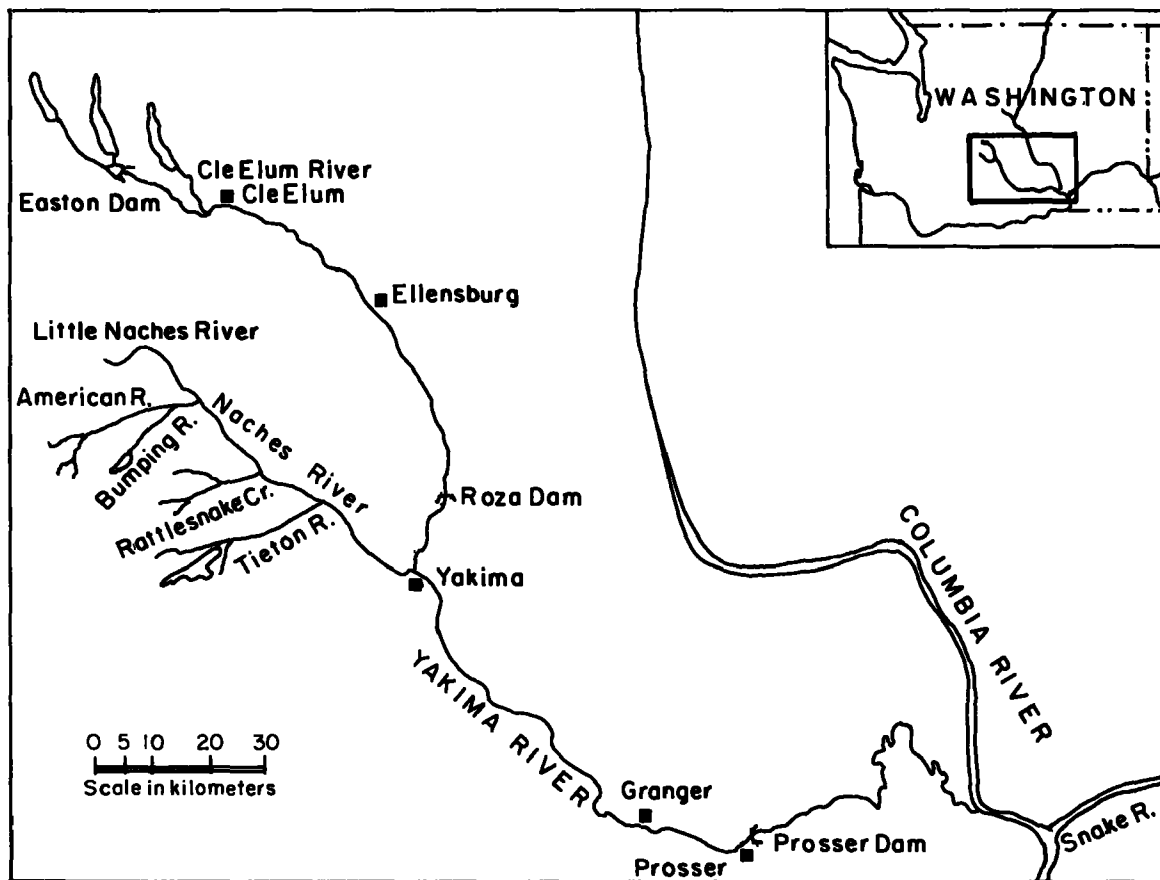 WASHINGTON
Cle Elum River
Cle Elum
Easton Dam
Ellensburg
Little Naches River
American R.
Bumping R.
Naches River
Rattlesnake Cr.
Tieton R.
Roza Dam
Yakima
COLUMBIA RIVER
YAKIMA RIVER
0 5 10 20 30
Scale in kilometers
Granger
Prosser Dam
Prosser
Snake R.